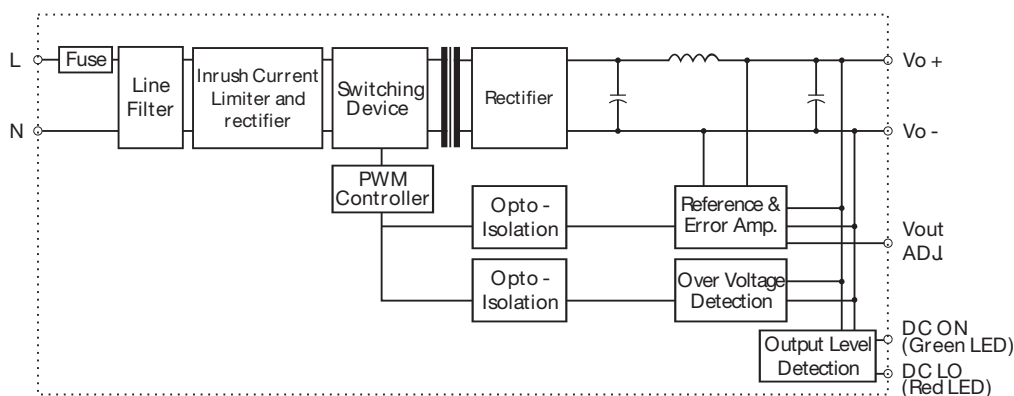 L
Fuse
Line
Filter
Inrush Current
Limiter and
rectifier
Switching
Device
Rectifier
Vo +
N
Vo -
PWM
Controller
Opto -
Isolation
Reference &
Error Amp.
Vout
ADJ.
Opto -
Isolation
Over Voltage
Detection
Output Level
Detection
DC ON
(Green LED)
DC LO
(Red LED)